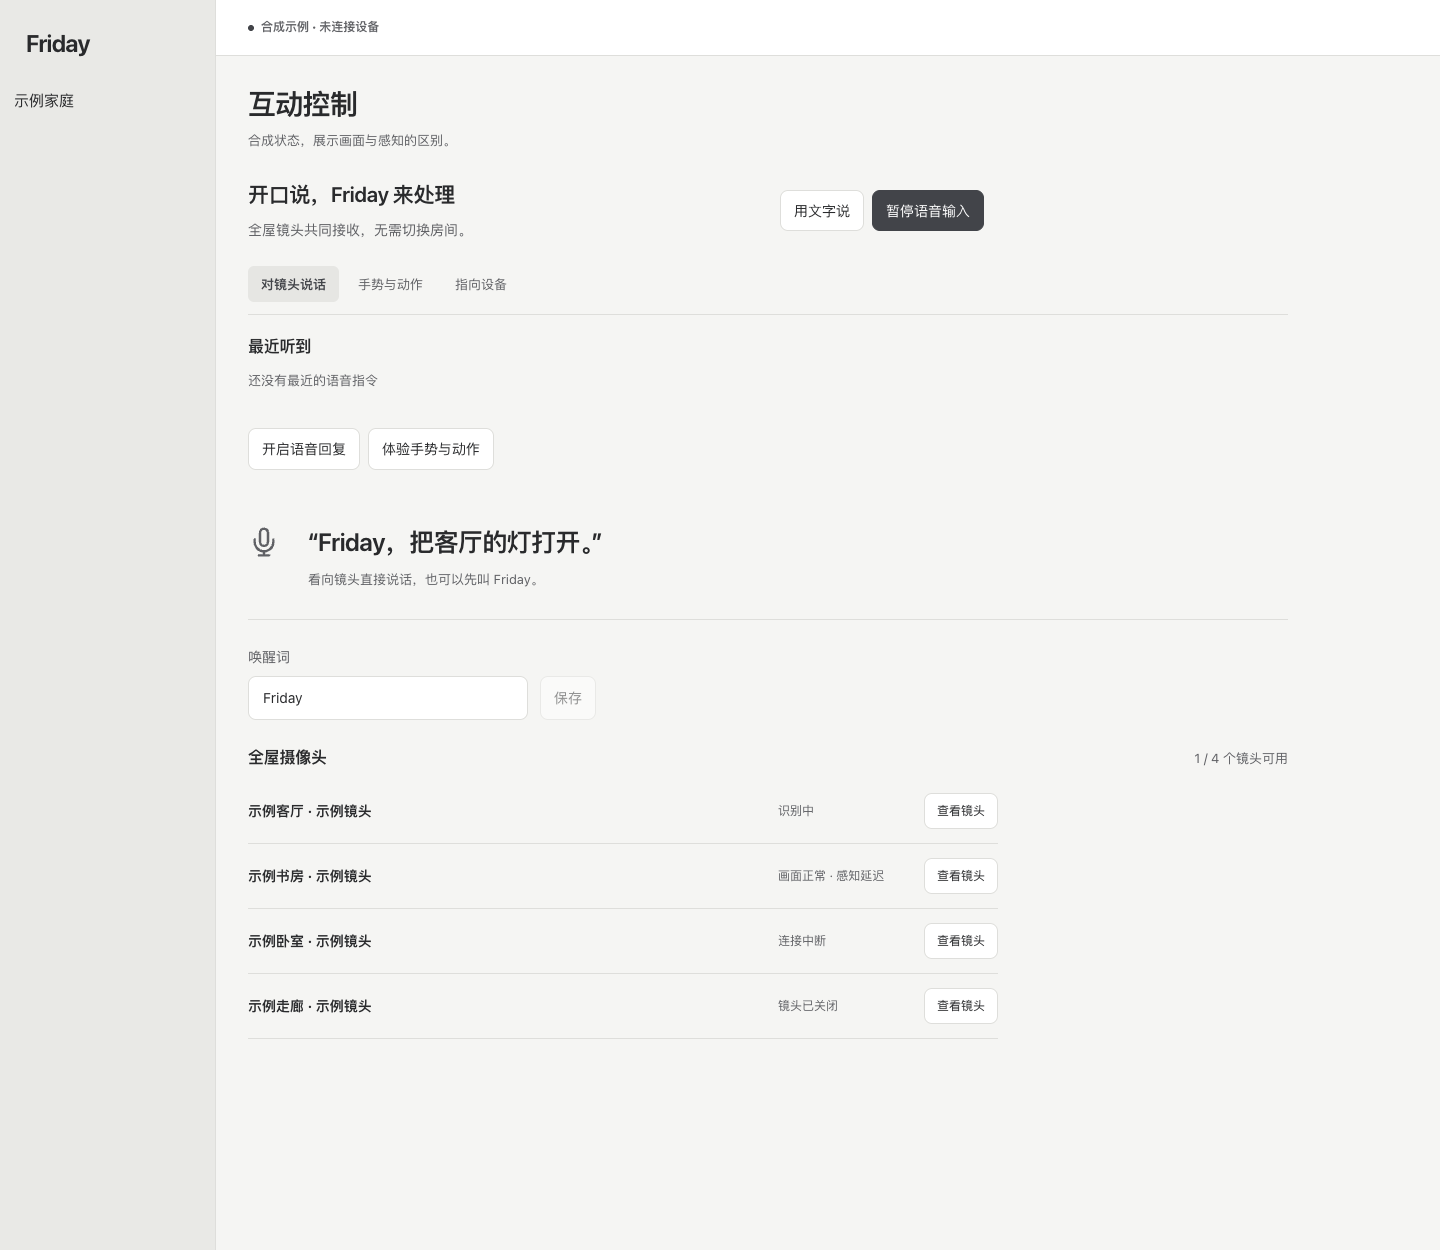 Friday
示例家庭
合成示例 · 未连接设备
互动控制
合成状态，展示画面与感知的区别。
开口说，Friday 来处理
全屋镜头共同接收，无需切换房间。
用文字说
暂停语音输入
对镜头说话
手势与动作
指向设备
最近听到
还没有最近的语音指令
开启语音回复
体验手势与动作
“Friday，把客厅的灯打开。”
看向镜头直接说话，也可以先叫 Friday。
唤醒词
Friday
保存
全屋摄像头
1 / 4 个镜头可用
示例客厅 · 示例镜头
识别中
查看镜头
示例书房 · 示例镜头
画面正常 · 感知延迟
查看镜头
示例卧室 · 示例镜头
连接中断
查看镜头
示例走廊 · 示例镜头
镜头已关闭
查看镜头